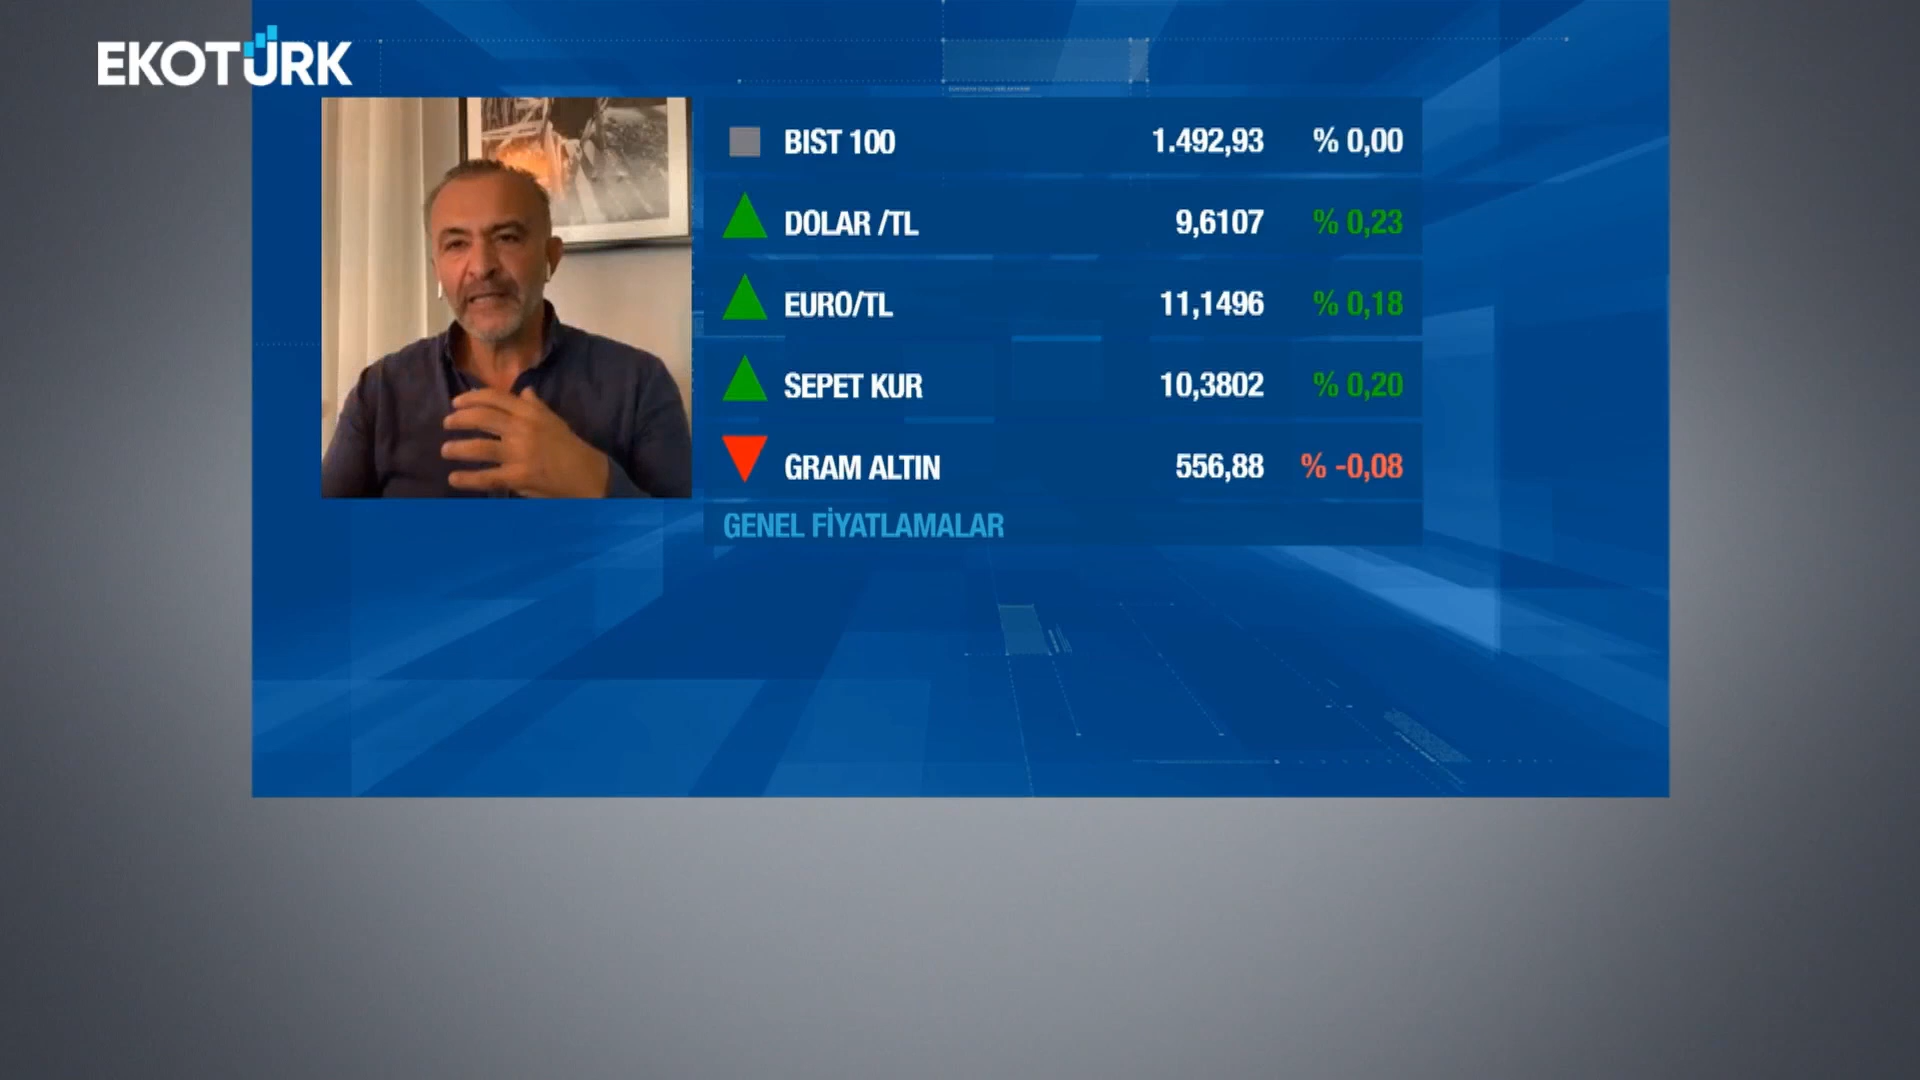 EKOTÜRK
BIST 100 1.492,93 % 0,00
DOLAR /TL 9,6107 % 0,23
EURO/TL 11,1496 % 0,18
SEPET KUR 10,3802 % 0,20
GRAM ALTIN 556,88 % -0,08
GENEL FİYATLAMALAR